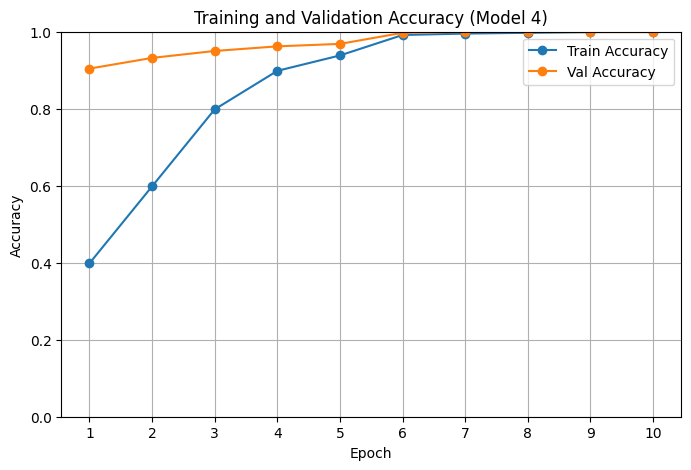 Training and Validation Accuracy (Model 4)
1.0
0.8
0.6
0.4
0.2
0.0
Accuracy
Train Accuracy
Val Accuracy
1 2 3 4 5 6 7 8 9 10
Epoch